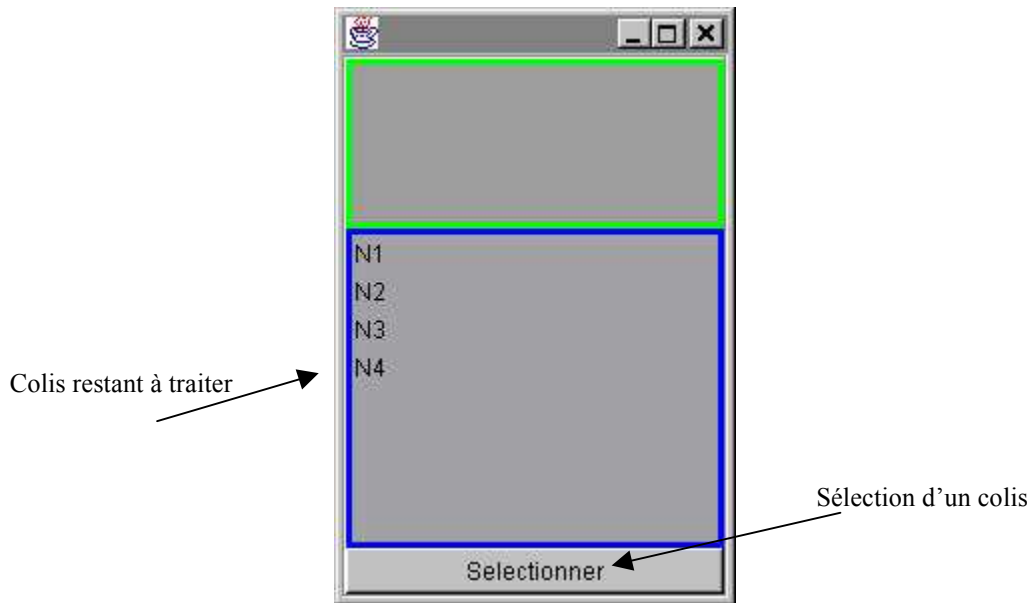 N1
N2
N3
N4
Colis restant à traiter
Sélection d’un colis
Selectionner